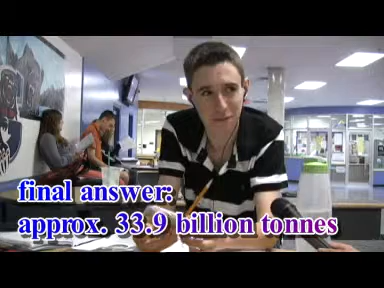 final answer:
approx. 33.9 billion tonnes